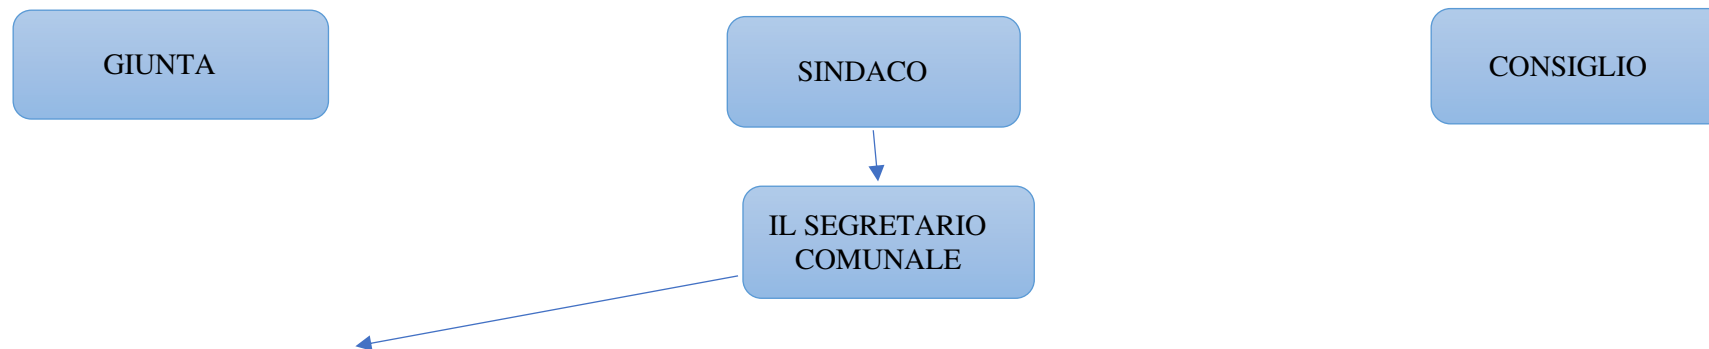 GIUNTA
SINDACO
CONSIGLIO
IL SEGRETARIO
COMUNALE